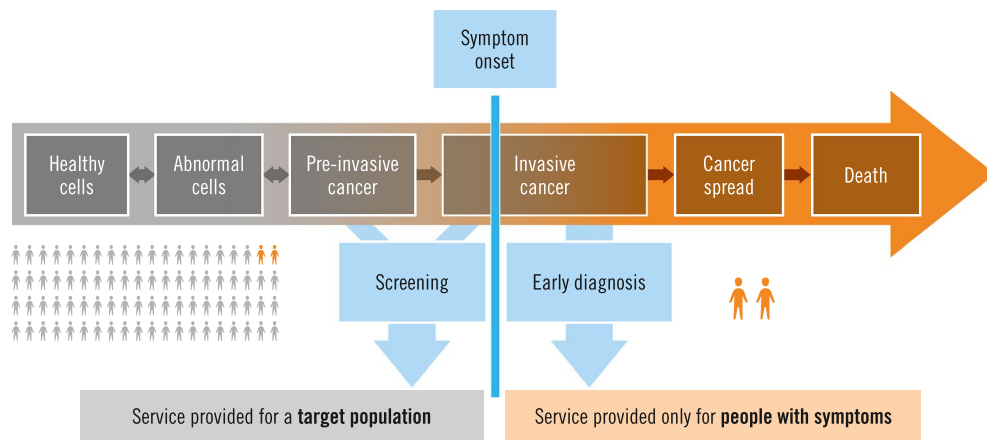 Symptom
onset
Healthy
cells
Abnormal
cells
Pre-invasive
cancer
Invasive
cancer
Cancer
spread
Death
Screening
Early diagnosis
Service provided for a target population
Service provided only for people with symptoms